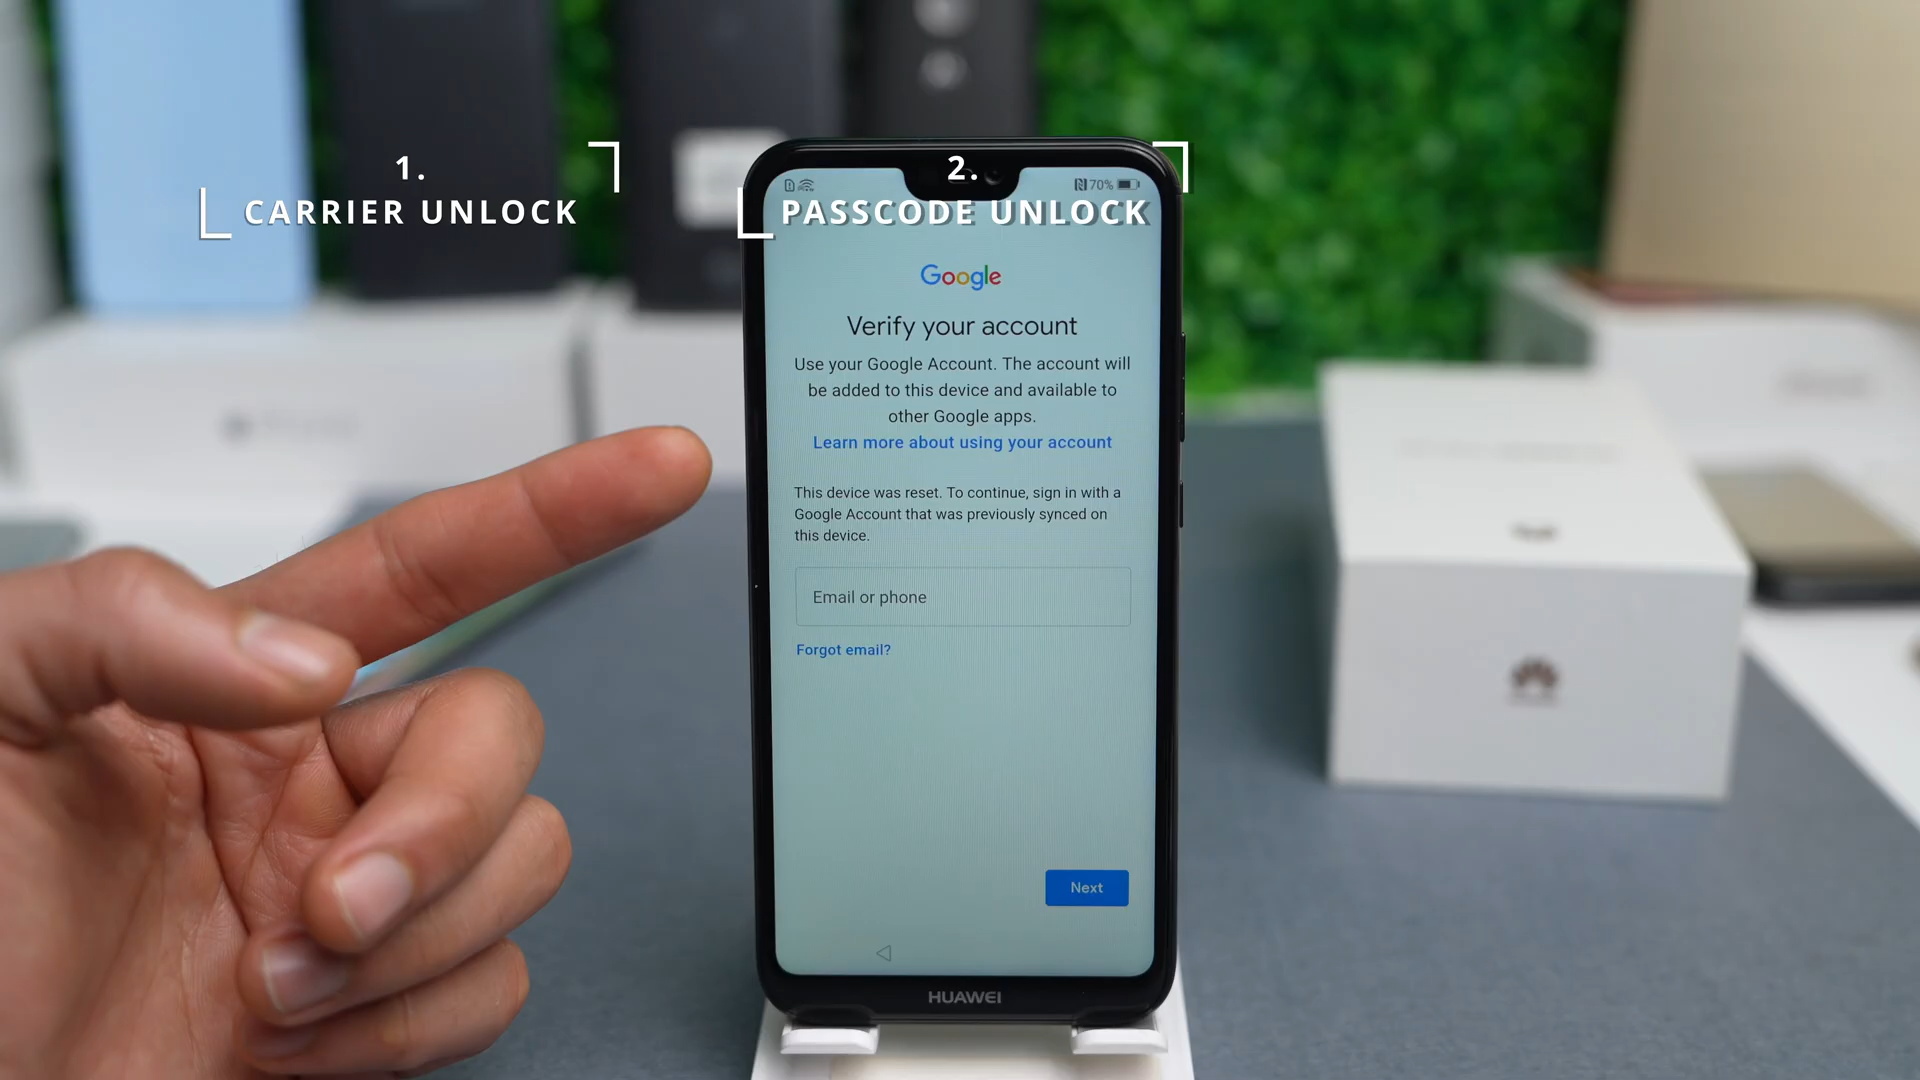 1.
CARRIER UNLOCK
2.
PASSCODE UNLOCK
70%
Google
Verify your account
Use your Google Account. The account will
be added to this device and available to
other Google apps.
Learn more about using your account
This device was reset. To continue, sign in with a
Google Account that was previously synced on
this device.
Email or phone
Forgot email?
Next
HUAWEI